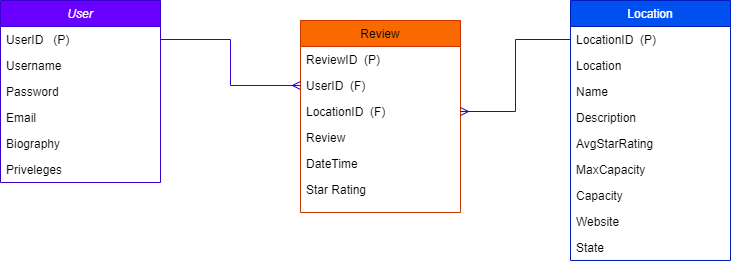 User
UserID (P)
Username
Password
Email
Biography
Priveleges
Review
ReviewID (P)
UserID (F)
LocationID (F)
Review
DateTime
Star Rating
Location
LocationID (P)
Location
Name
Description
AvgStarRating
MaxCapacity
Capacity
Website
State